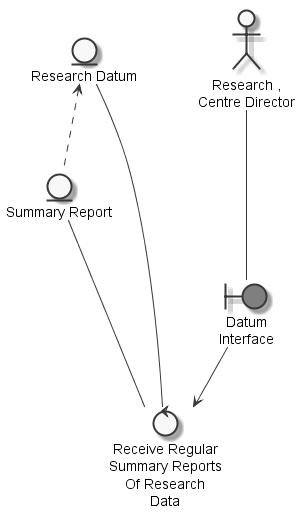 Research Datum
Research ,
Centre Director
Summary Report
Datum
Interface
Receive Regular
Summary Reports
Of Research
Data